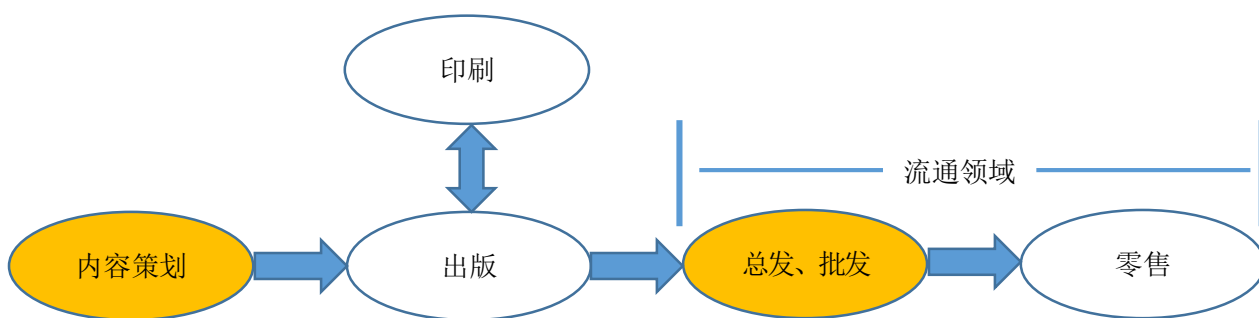 印刷
流通领域
内容策划
出版
总发、批发
零售